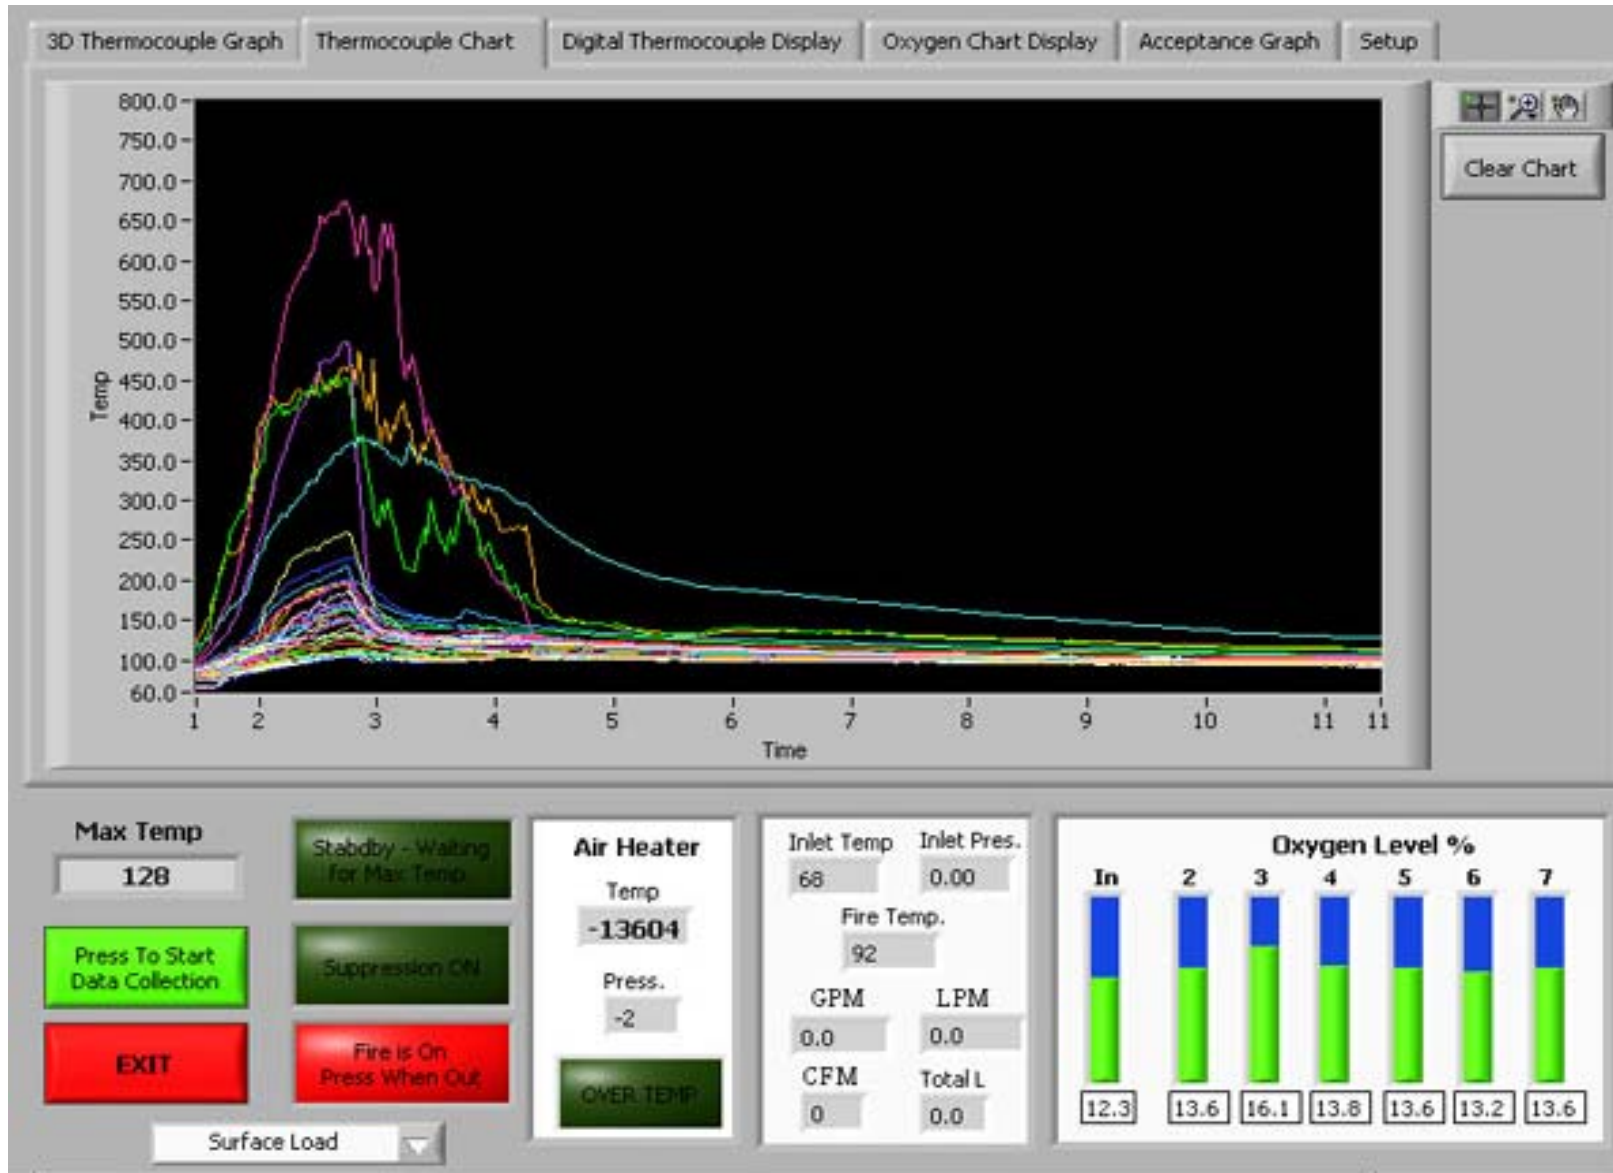 3D Thermocouple Graph
Thermocouple Chart
Digital Thermocouple Display
Oxygen Chart Display
Acceptance Graph
Setup
Clear Chart
800.0
750.0
700.0
650.0
600.0
550.0
500.0
450.0
400.0
350.0
300.0
250.0
200.0
150.0
100.0
60.0
Temp
1 2 3 4 5 6 7 8 9 10 11 11
Time
Max Temp
128
Press To Start
Data Collection
EXIT
Surface Load
Stabdby - Waiting
for Max Temp
Suppression ON
Fire is On
Press When Out
Air Heater
Temp
-13604
Press.
-2
OVER TEMP
Inlet Temp Inlet Pres.
68 0.00
Fire Temp.
92
GPM LPM
0.0 0.0
CFM Total L
0 0.0
Oxygen Level %
In 2 3 4 5 6 7
12.3 13.6 16.1 13.8 13.6 13.2 13.6